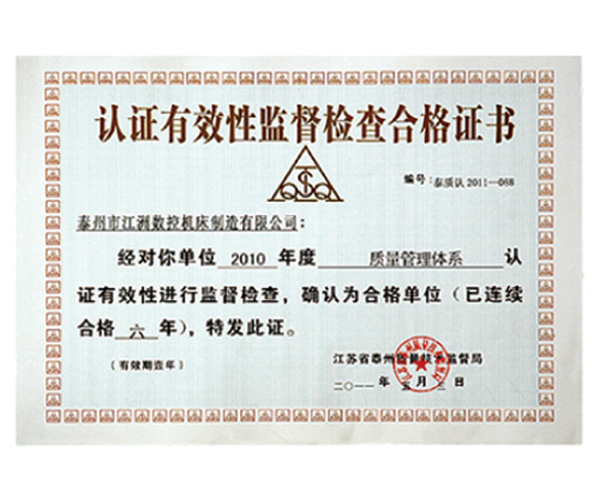 认证有效性监督检查合格证书
编号：泰质认 2011—068
泰州市江洲数控机床制造有限公司：
经对你单位 2010 年度 质量管理体系 认
证有效性进行监督检查，确认为合格单位（已连续
合格 六 年），特发此证。
（有效期壹年）
江苏省泰州质量技术监督局
二〇一一年 五月 二日